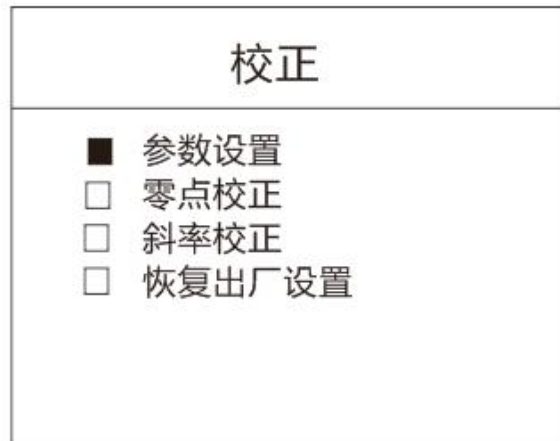 校正
■ 参数设置
□ 零点校正
□ 斜率校正
□ 恢复出厂设置